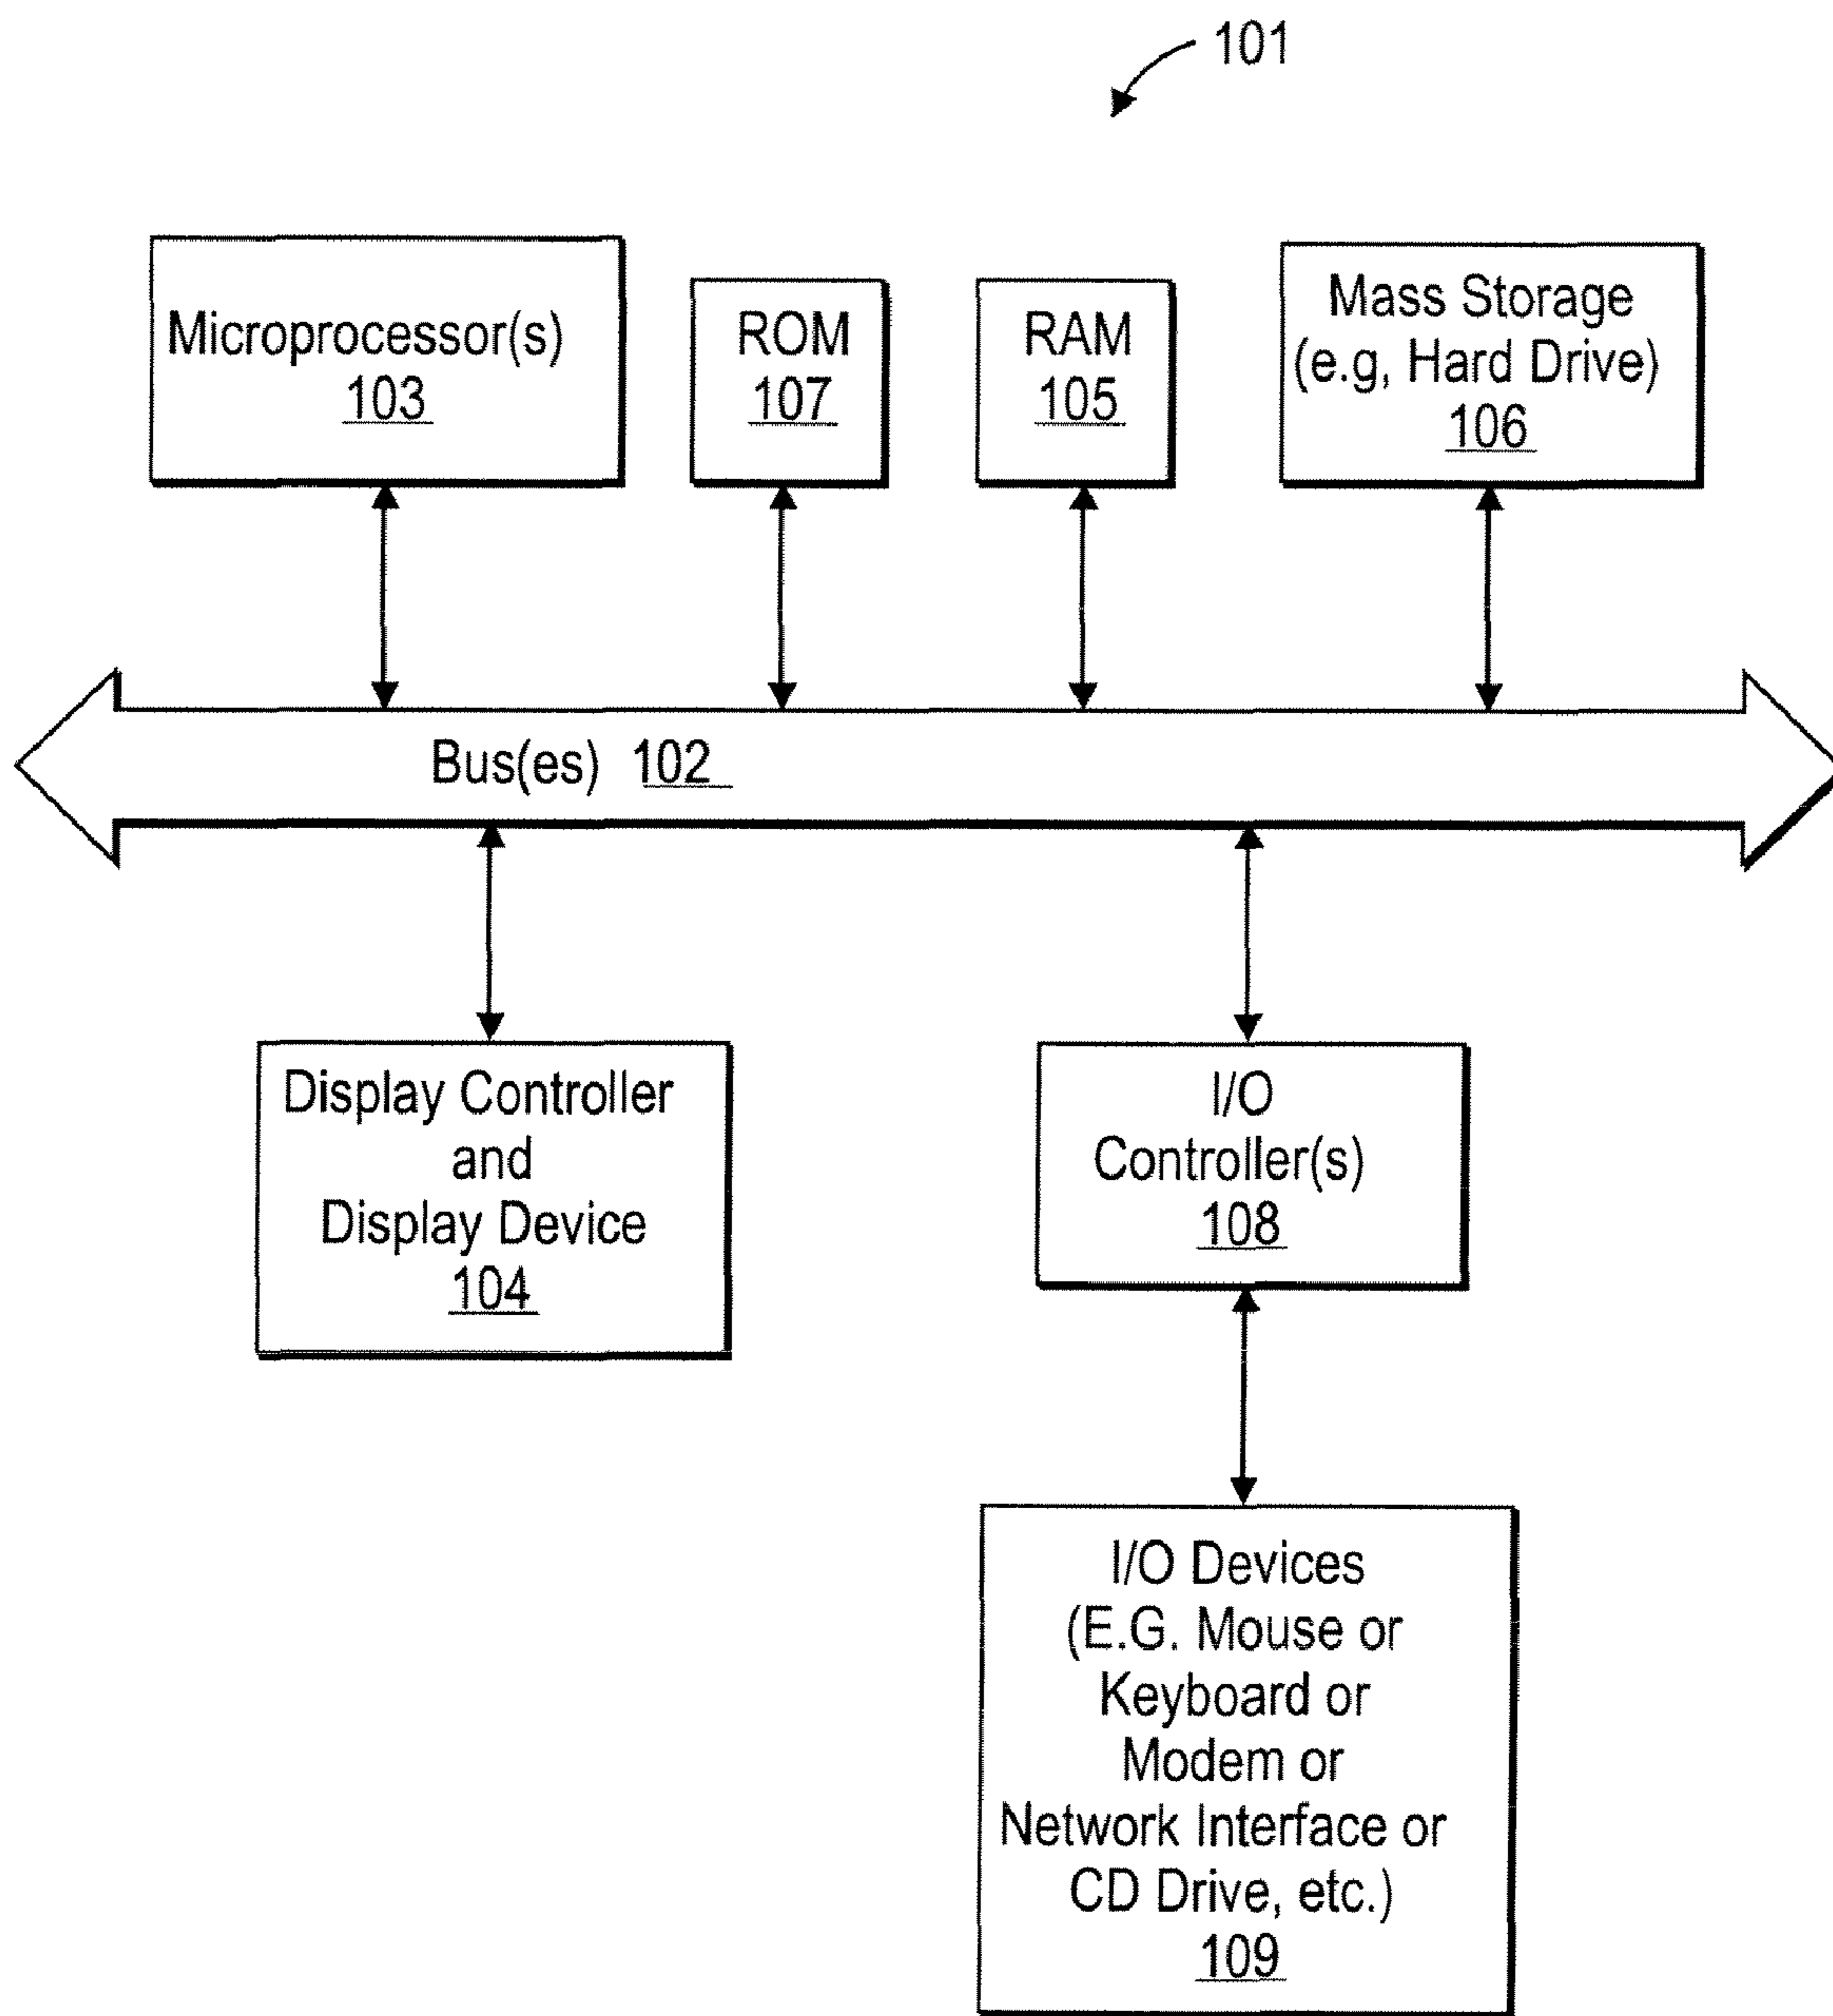 101
Microprocessor(s)
103
ROM
107
RAM
105
Mass Storage
(e.g, Hard Drive)
106
Bus(es) 102
Display Controller
and
Display Device
104
I/O
Controller(s)
108
I/O Devices
(E.G. Mouse or
Keyboard or
Modem or
Network Interface or
CD Drive, etc.)
109